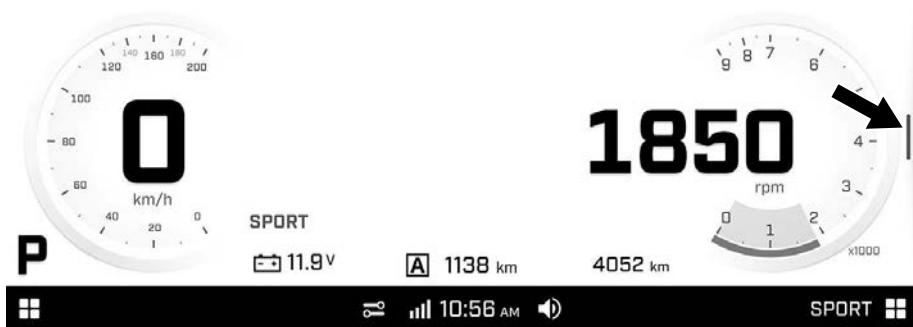 140 160 180
120 200
100
80
60
40 20 0
0
km/h
P
SPORT
11.9 V
A 1138 km
4052 km
1850
rpm
9 8 7 6
4
3
0 1 2
x1000
10:56 AM
SPORT